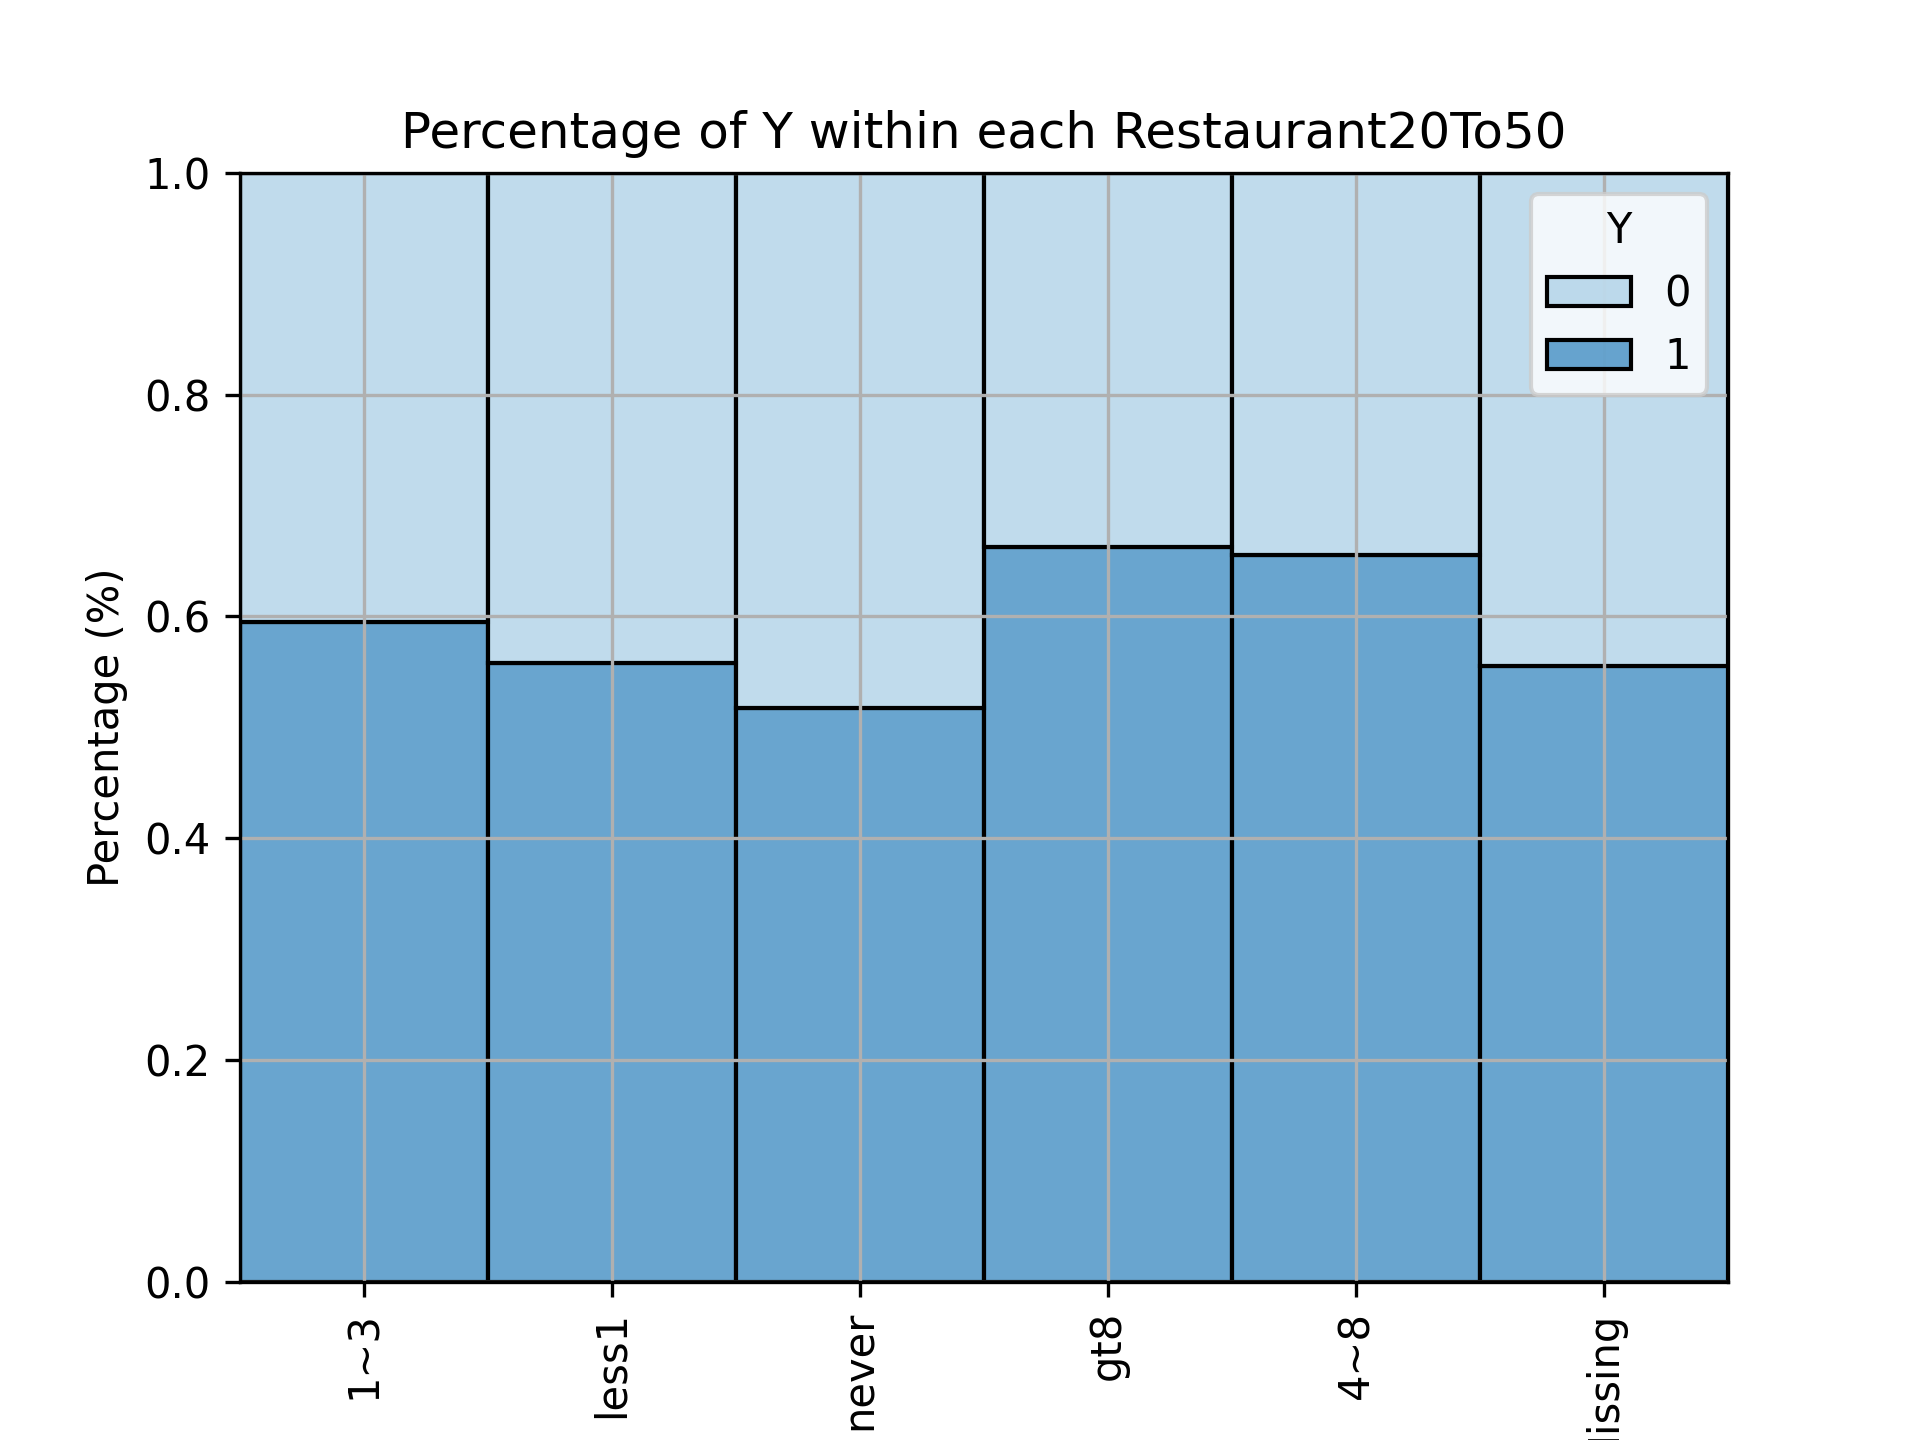 Percentage of Y within each Restaurant20To50
Y
0
1
Percentage (%)
1.0
0.8
0.6
0.4
0.2
0.0
1~3
less1
never
gt8
4~8
issing